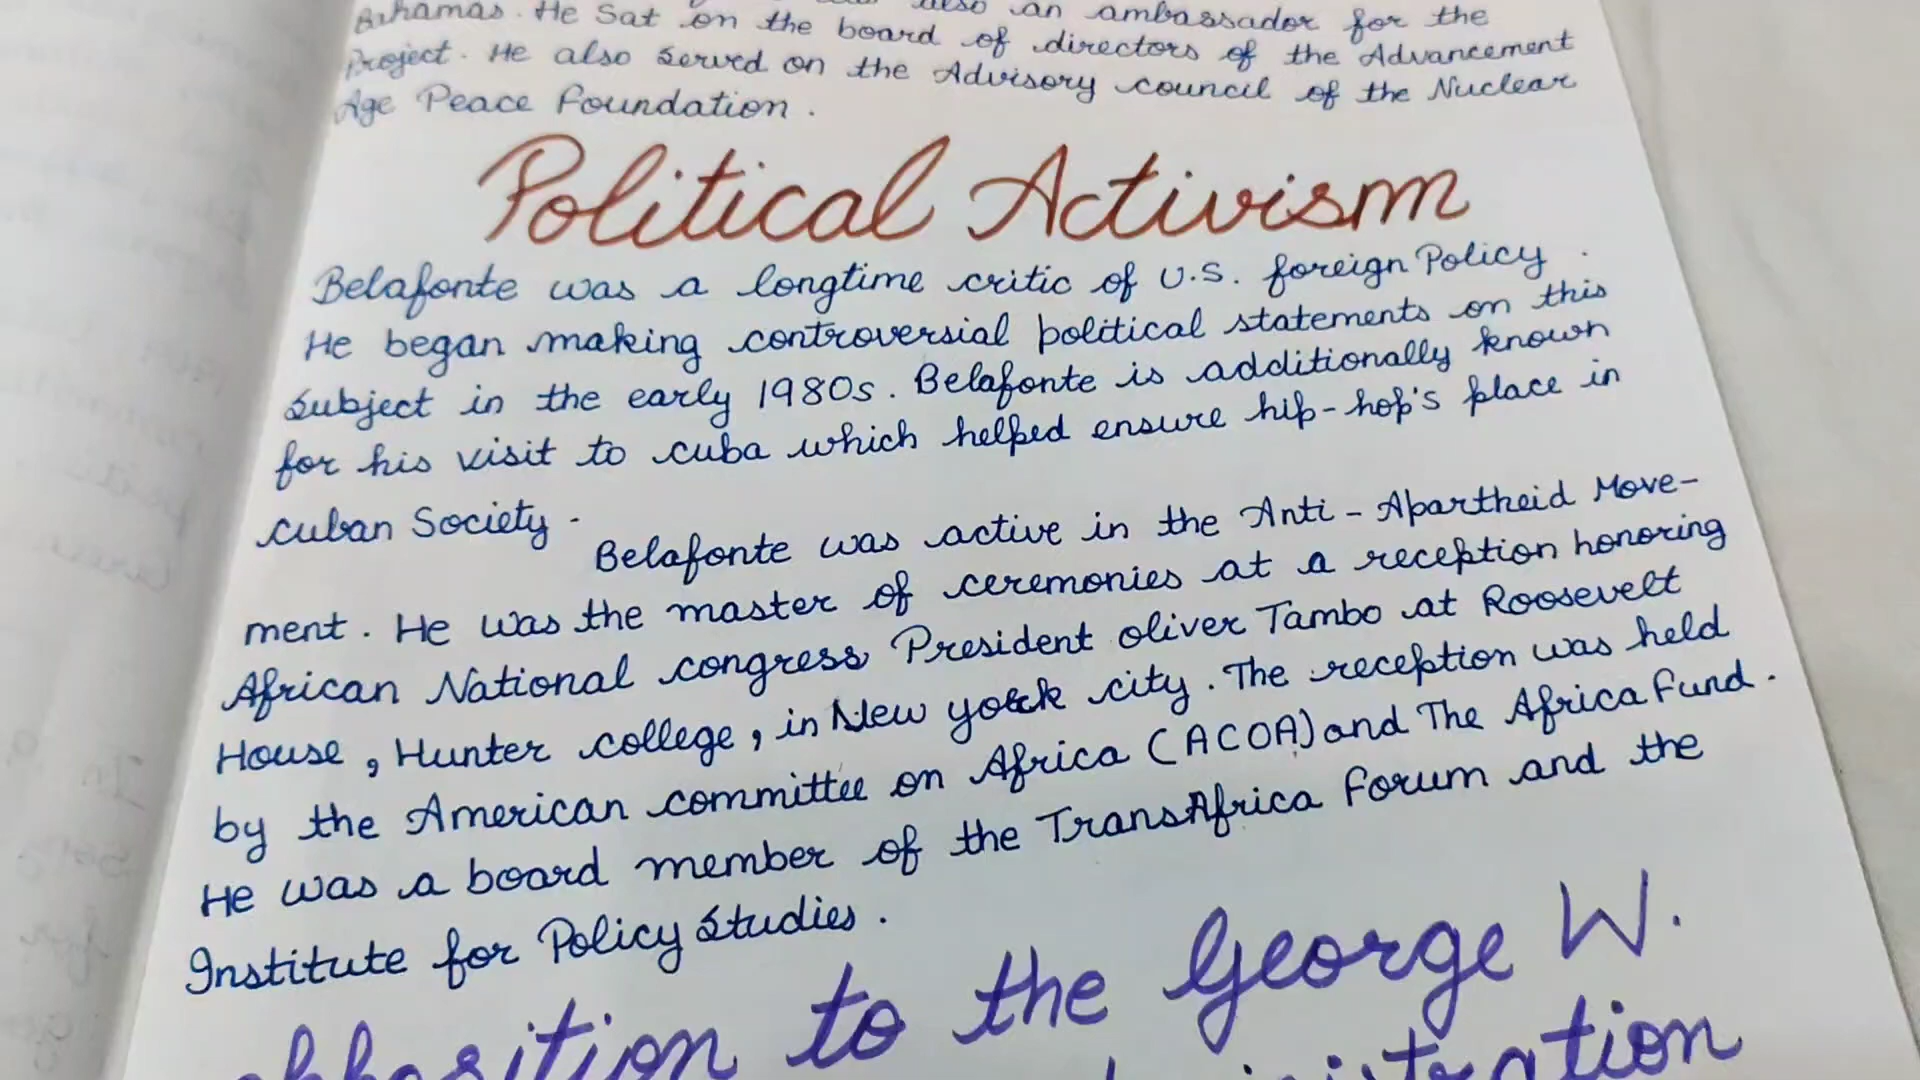 Bahamas. He Sat on the board of directors of the Advancement
also an ambassador for the
Project. He also served on the Advisory council of the Nuclear
Age Peace Foundation.
Political Activism
Belafonte was a longtime critic of U.S. foreign Policy.
He began making controversial political statements on this
subject in the early 1980s. Belafonte is additionally known
for his visit to cuba which helped ensure hip-hop's place in
cuban Society.
Belafonte was active in the Anti-Apartheid Move-
ment. He was the master of ceremonies at a reception honoring
African National congress President oliver Tambo at Roosevelt
House, Hunter college, in New york city. The reception was held
by the American committee on Africa (ACOA) and The Africa Fund.
He was a board member of the TransAfrica Forum and the
Institute for Policy Studies.
opposition to the George W.